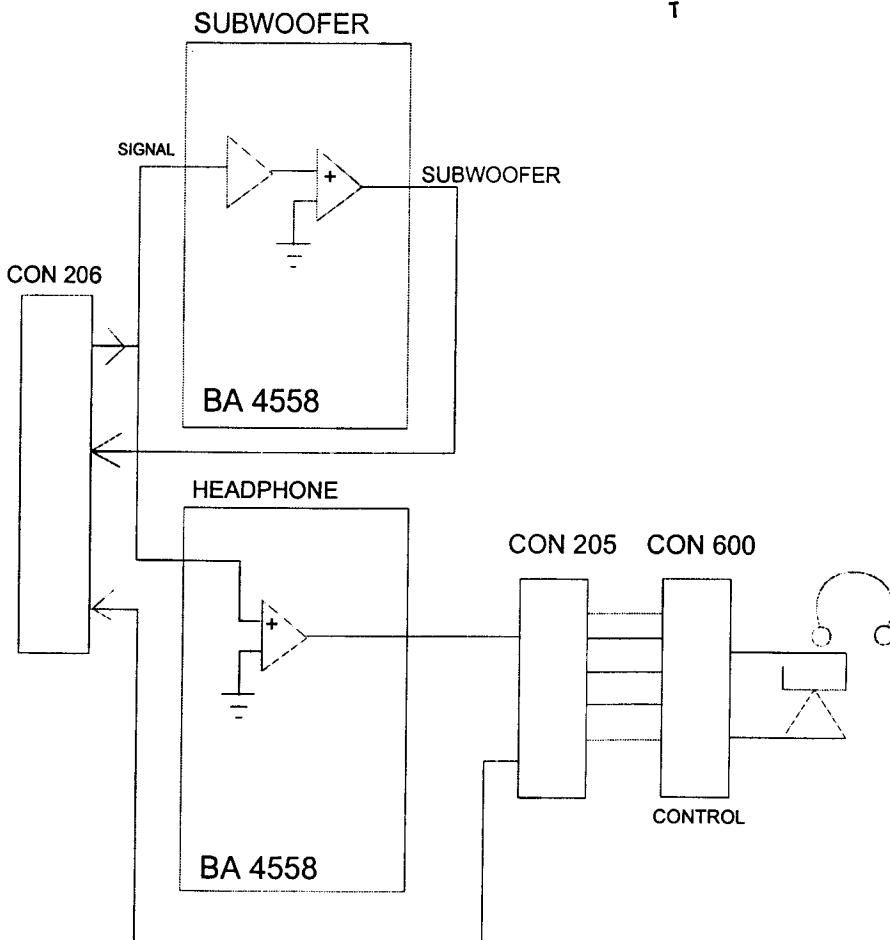 T
SUBWOOFER
SIGNAL
+
SUBWOOFER
CON 206
BA 4558
HEADPHONE
CON 205
CON 600
+
CONTROL
BA 4558